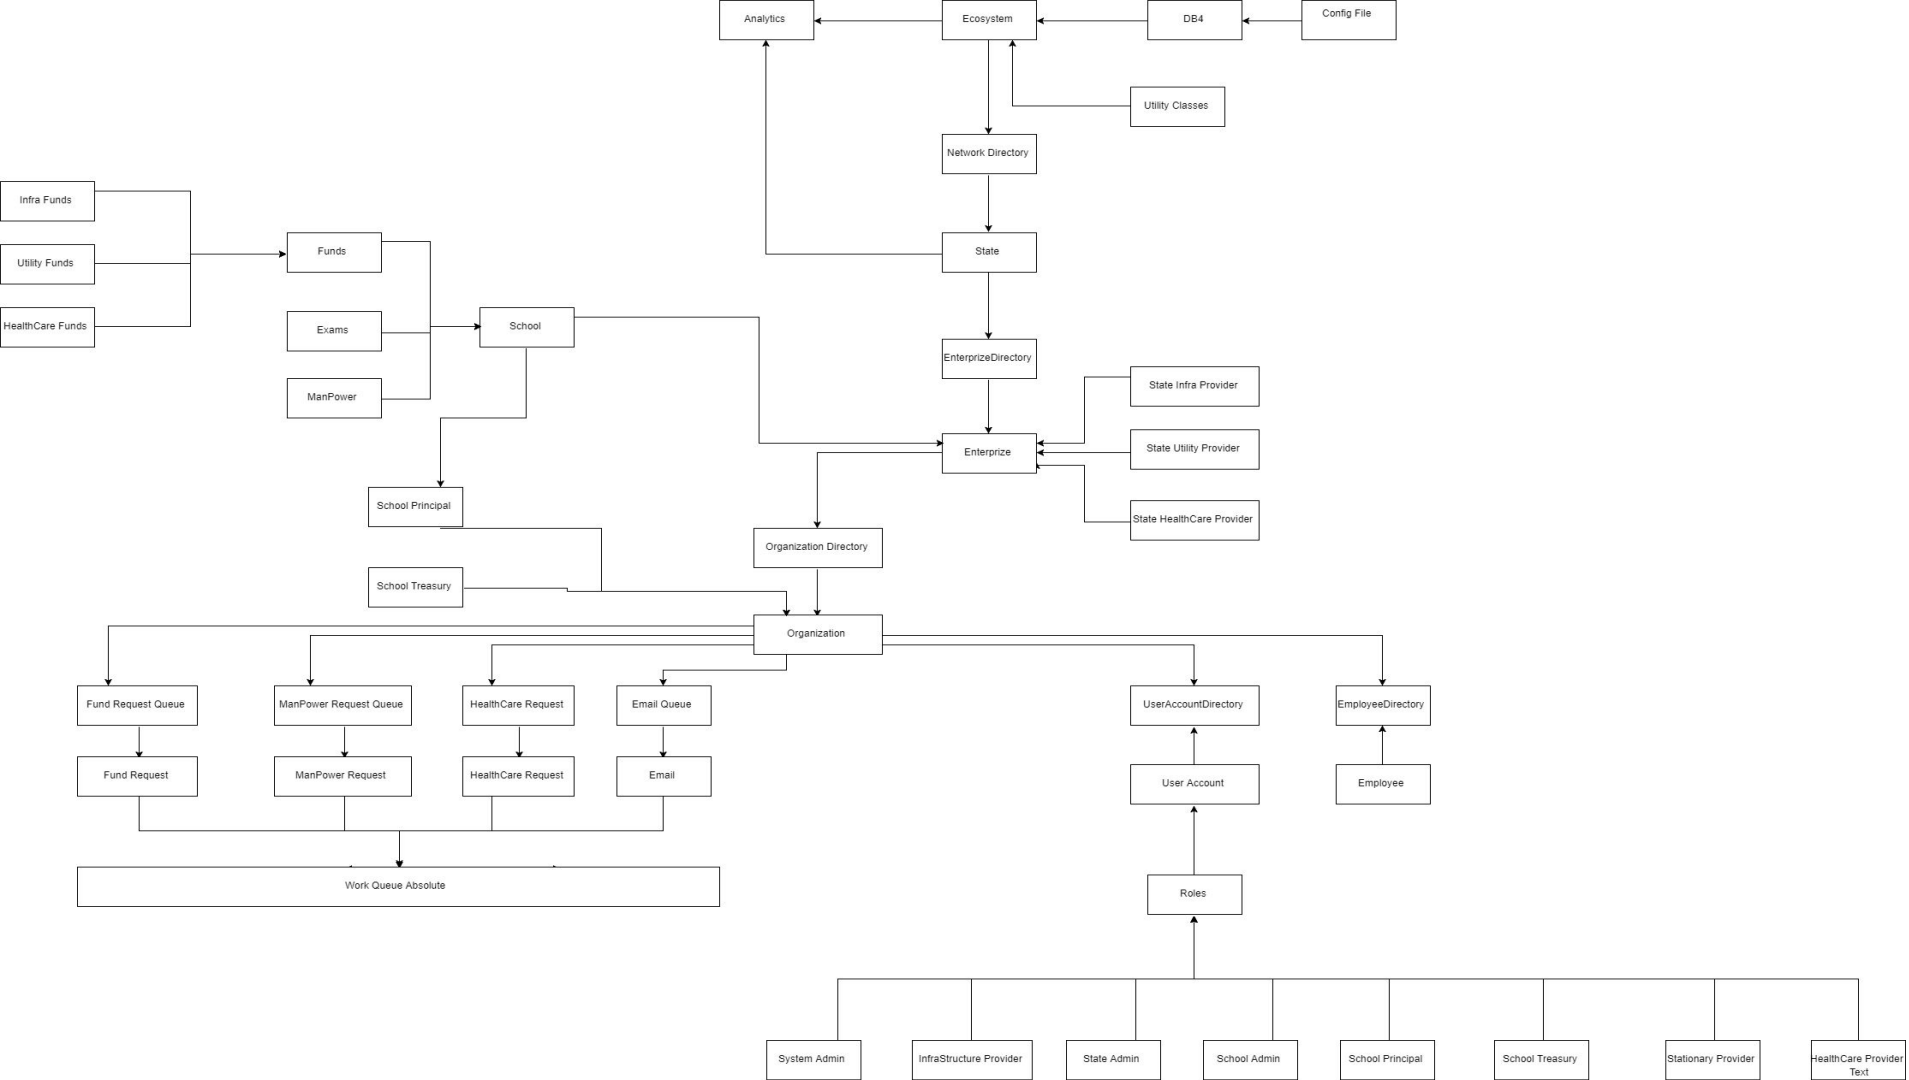 Analytics
Ecosystem
DB4
Config File
Utility Classes
Network Directory
Infra Funds
Utility Funds
HealthCare Funds
Funds
Exams
ManPower
School
State
EnterprizeDirectory
State Infra Provider
State Utility Provider
State HealthCare Provider
Enterprize
School Principal
School Treasury
Organization Directory
Organization
Fund Request Queue
ManPower Request Queue
HealthCare Request
Email Queue
UserAccountDirectory
EmployeeDirectory
Fund Request
ManPower Request
HealthCare Request
Email
User Account
Employee
Work Queue Absolute
Roles
System Admin
InfraStructure Provider
State Admin
School Admin
School Principal
School Treasury
Stationary Provider
HealthCare Provider
Text